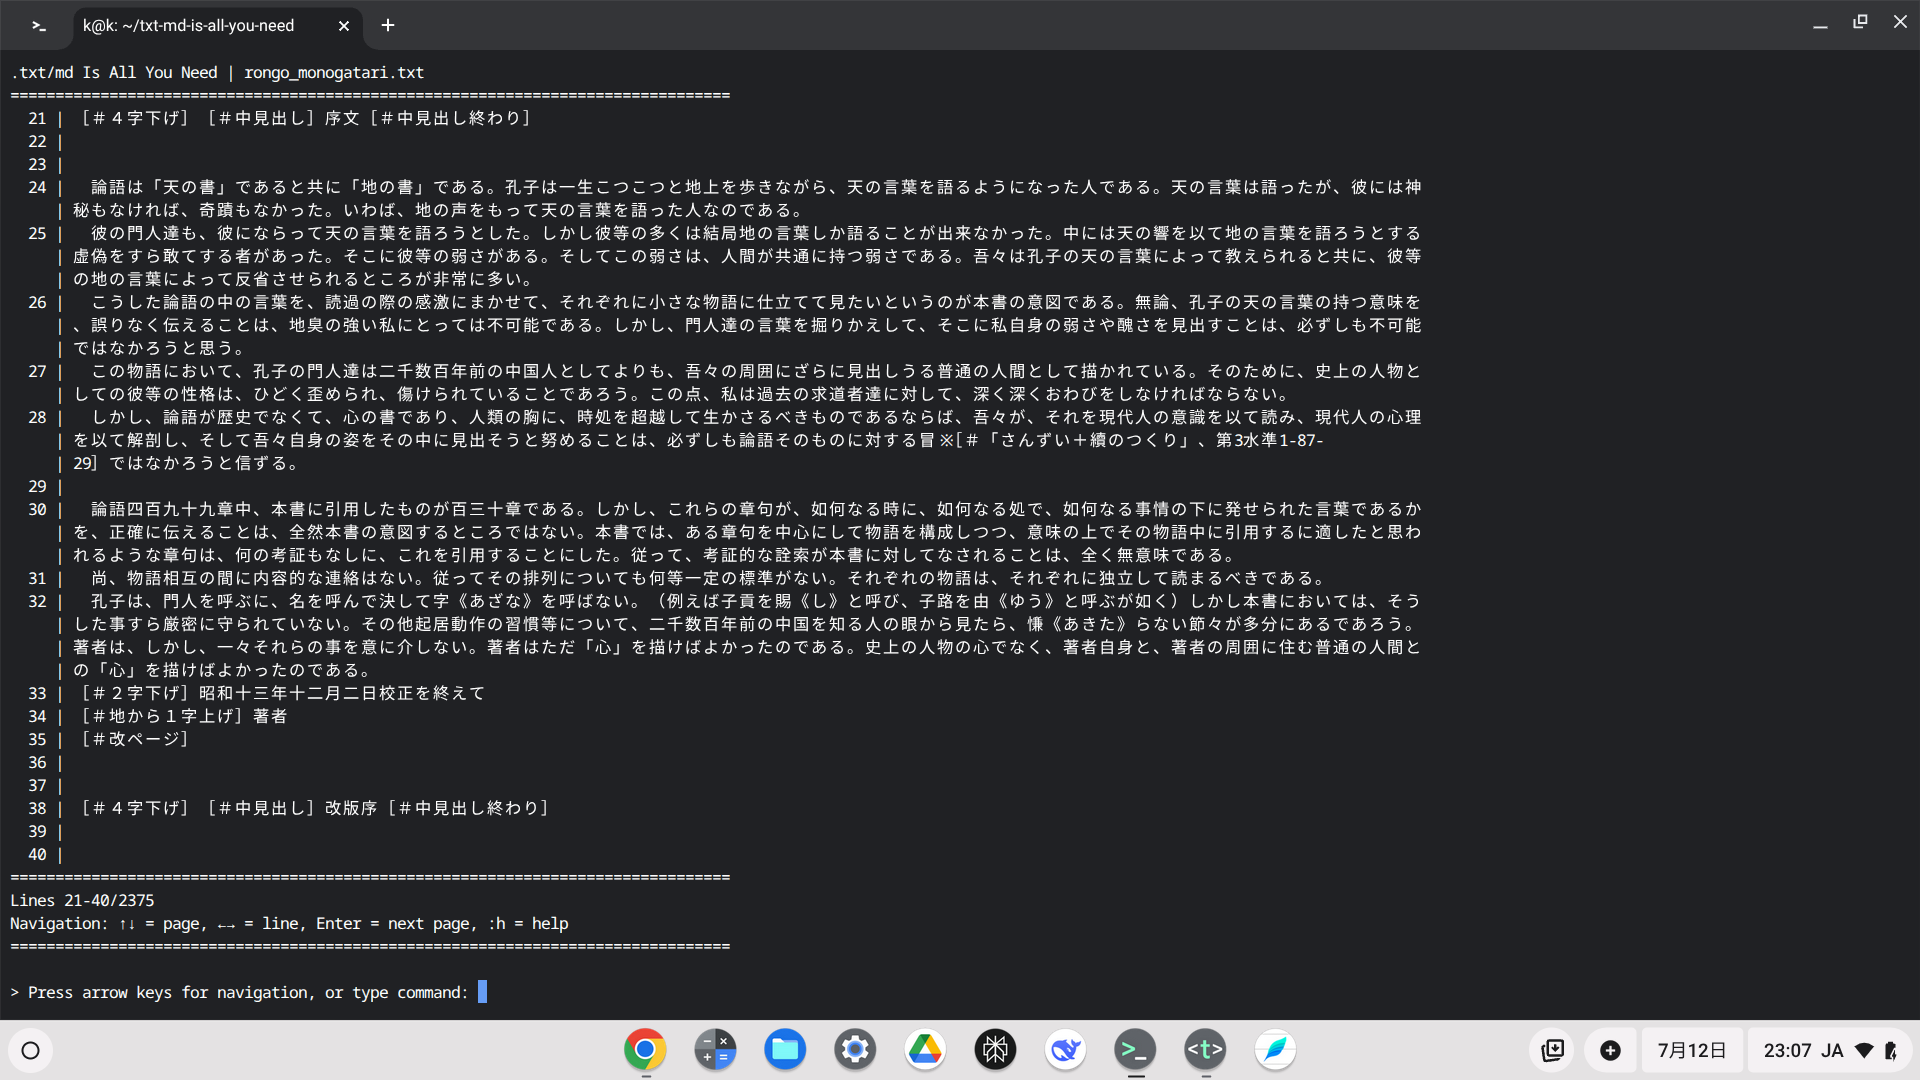 k@k: ~/txt-md-is-all-you-need
.txt/md Is All You Need | rongo_monogatari.txt
================================================================================
21 | ［＃４字下げ］［＃中見出し］序文［＃中見出し終わり］
22 |
23 |
24 |　論語は「天の書」であると共に「地の書」である。孔子は一生こつこつと地上を歩きながら、天の言葉を語るようになった人である。天の言葉は語ったが、彼には神
| 秘もなければ、奇蹟もなかった。いわば、地の声をもって天の言葉を語った人なのである。
25 |　彼の門人達も、彼にならって天の言葉を語ろうとした。しかし彼等の多くは結局地の言葉しか語ることが出来なかった。中には天の響を以て地の言葉を語ろうとする
| 虚偽をすら敢てする者があった。そこに彼等の弱さがある。そしてこの弱さは、人間が共通に持つ弱さである。吾々は孔子の天の言葉によって教えられると共に、彼等
| の地の言葉によって反省させられるところが非常に多い。
26 |　こうした論語の中の言葉を、読過の際の感激にまかせて、それぞれに小さな物語に仕立てて見たいというのが本書の意図である。無論、孔子の天の言葉の持つ意味を
| 、誤りなく伝えることは、地臭の強い私にとっては不可能である。しかし、門人達の言葉を掘りかえして、そこに私自身の弱さや醜さを見出すことは、必ずしも不可能
| ではなかろうと思う。
27 |　この物語において、孔子の門人達は二千数百年前の中国人としてよりも、吾々の周囲にざらに見出しうる普通の人間として描かれている。そのために、史上の人物と
| しての彼等の性格は、ひどく歪められ、傷けられていることであろう。この点、私は過去の求道者達に対して、深く深くおわびをしなければならない。
28 |　しかし、論語が歴史でなくて、心の書であり、人類の胸に、時処を超越して生かさるべきものであるならば、吾々が、それを現代人の意識を以て読み、現代人の心理
| を以て解剖し、そして吾々自身の姿をその中に見出そうと努めることは、必ずしも論語そのものに対する冒※［＃「さんずい＋續のつくり」、第3水準1-87-
| 29］ではなかろうと信ずる。
29 |
30 |　論語四百九十九章中、本書に引用したものが百三十章である。しかし、これらの章句が、如何なる時に、如何なる処で、如何なる事情の下に発せられた言葉であるか
| を、正確に伝えることは、全然本書の意図するところではない。本書では、ある章句を中心にして物語を構成しつつ、意味の上でその物語中に引用するに適したと思わ
| れるような章句は、何の考証もなしに、これを引用することにした。従って、考証的な詮索が本書に対してなされることは、全く無意味である。
31 |　尚、物語相互の間に内容的な連絡はない。従ってその排列についても何等一定の標準がない。それぞれの物語は、それぞれに独立して読まるべきである。
32 |　孔子は、門人を呼ぶに、名を呼んで決して字《あざな》を呼ばない。（例えば子貢を賜《し》と呼び、子路を由《ゆう》と呼ぶが如く）しかし本書においては、そう
| した事すら厳密に守られていない。その他起居動作の習慣等について、二千数百年前の中国を知る人の眼から見たら、慊《あきた》らない節々が多分にあるであろう。
| 著者は、しかし、一々それらの事を意に介しない。著者はただ「心」を描けばよかったのである。史上の人物の心でなく、著者自身と、著者の周囲に住む普通の人間と
| の「心」を描けばよかったのである。
33 | ［＃２字下げ］昭和十三年十二月二日校正を終えて
34 | ［＃地から１字上げ］著者
35 | ［＃改ページ］
36 |
37 |
38 | ［＃４字下げ］［＃中見出し］改版序［＃中見出し終わり］
39 |
40 |
================================================================================
Lines 21-40/2375
Navigation: ↑↓ = page, ←→ = line, Enter = next page, :h = help
================================================================================
> Press arrow keys for navigation, or type command:
7月12日 23:07 JA